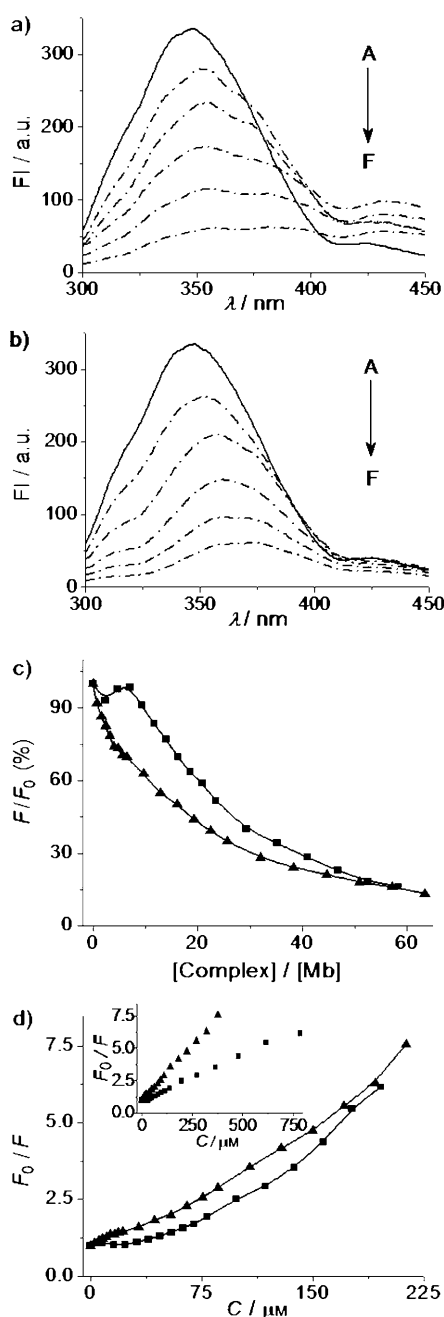 a)
300
200
100
0
FI / a.u.
A
F
300
350
400
450
λ / nm
b)
300
200
100
0
FI / a.u.
A
F
300
350
400
450
λ / nm
c)
90
60
30
0
F/F₀ (%)
0
20
40
60
[Complex] / [Mb]
d)
7.5
5.0
2.5
0.0
F₀ / F
7.5
5.0
2.5
0.0
F₀ / F
0
250
500
750
C / μM
0
75
150
225
C / μM